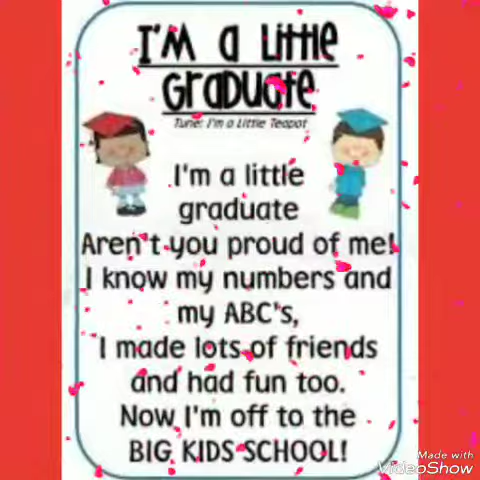 I'M a Little
Graduate
Tune: I'm a Little Teapot
I'm a little
graduate
Aren't you proud of me!
I know my numbers and
my ABC's,
I made lots of friends
and had fun too.
Now I'm off to the
BIG KIDS SCHOOL!
Made with
VideoShow